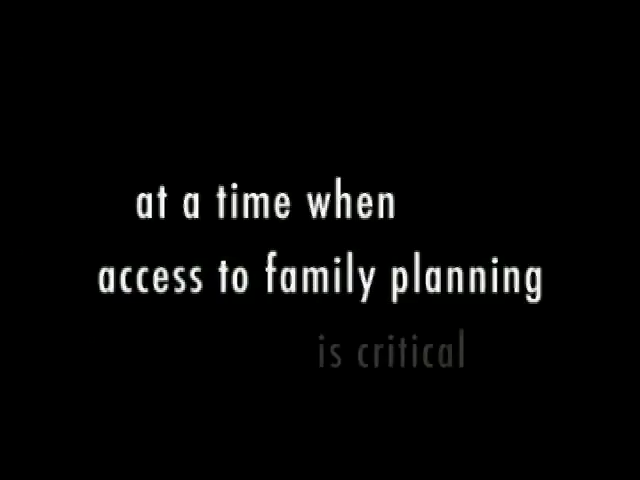 at a time when
access to family planning
is critical